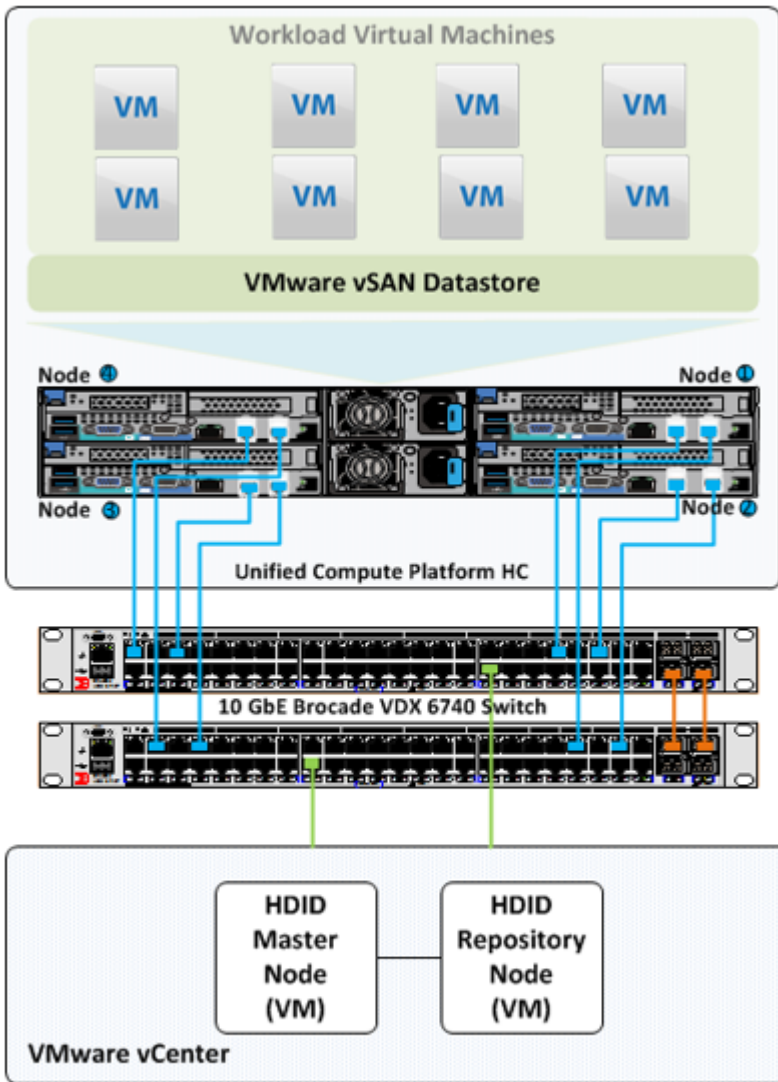 Workload Virtual Machines
VM VM VM VM
VM VM VM VM
VMware vSAN Datastore
Node 4
Node 1
Node 3
Node 2
Unified Compute Platform HC
10 GbE Brocade VDX 6740 Switch
HDID
Master
Node
(VM)
HDID
Repository
Node
(VM)
VMware vCenter